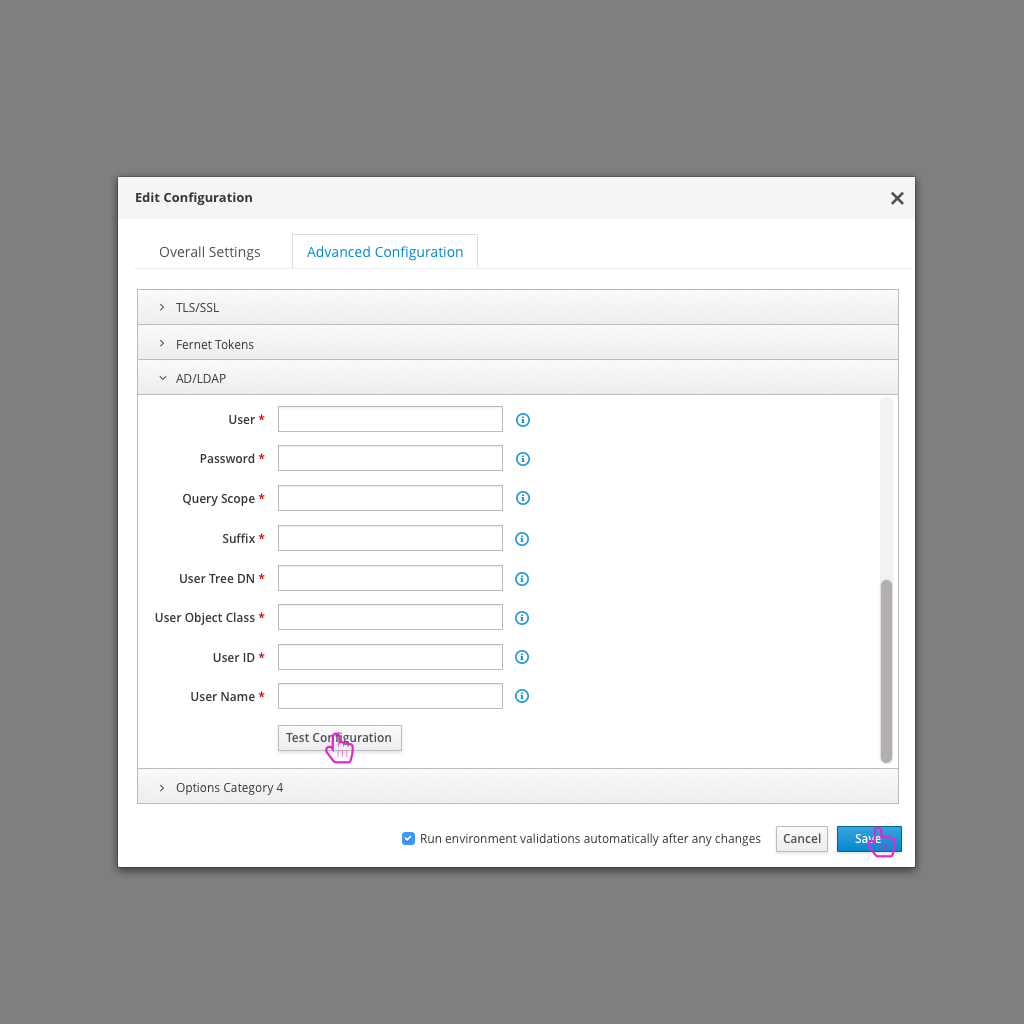 Edit Configuration
Overall Settings
Advanced Configuration
TLS/SSL
Fernet Tokens
AD/LDAP
User *
Password *
Query Scope *
Suffix *
User Tree DN *
User Object Class *
User ID *
User Name *
Test Configuration
Options Category 4
Run environment validations automatically after any changes
Cancel
Save